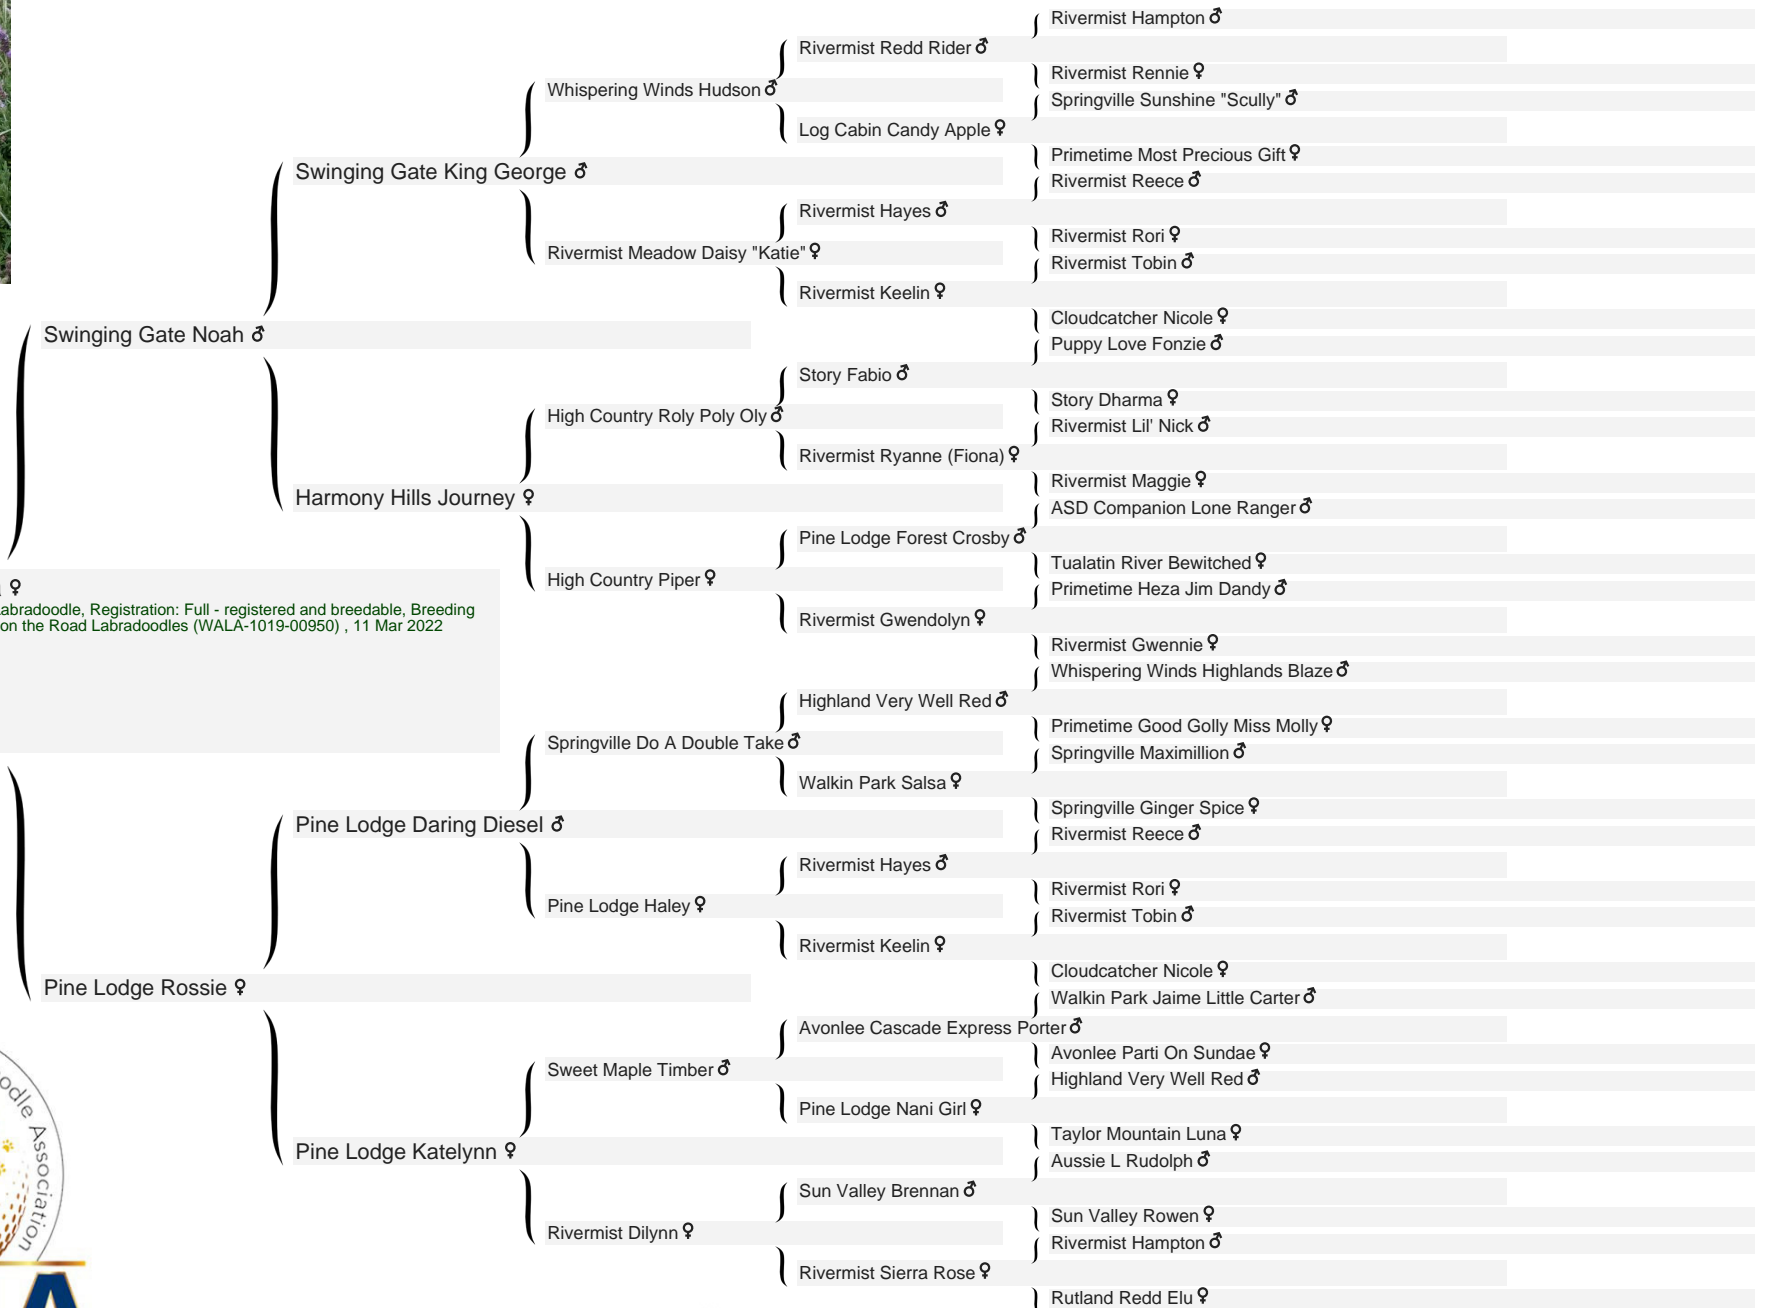 Rivermist Hampton ♂
Rivermist Redd Rider ♂
Rivermist Rennie ♀
Whispering Winds Hudson ♂
Springville Sunshine "Scully" ♂
Log Cabin Candy Apple ♀
Primetime Most Precious Gift ♀
Swinging Gate King George ♂
Rivermist Reece ♂
Rivermist Hayes ♂
Rivermist Rori ♀
Rivermist Meadow Daisy "Katie" ♀
Rivermist Tobin ♂
Rivermist Keelin ♀
Cloudcatcher Nicole ♀
Swinging Gate Noah ♂
Puppy Love Fonzie ♂
Story Fabio ♂
Story Dharma ♀
High Country Roly Poly Oly ♂
Rivermist Lil' Nick ♂
Rivermist Ryanne (Fiona) ♀
Rivermist Maggie ♀
Harmony Hills Journey ♀
ASD Companion Lone Ranger ♂
Pine Lodge Forest Crosby ♂
Tualatin River Bewitched ♀
High Country Piper ♀
Primetime Heza Jim Dandy ♂
♀
abradoodle, Registration: Full - registered and breedable, Breeding
on the Road Labradoodles (WALA-1019-00950) , 11 Mar 2022
Rivermist Gwendolyn ♀
Rivermist Gwennie ♀
Whispering Winds Highlands Blaze ♂
Highland Very Well Red ♂
Primetime Good Golly Miss Molly ♀
Springville Do A Double Take ♂
Springville Maximillion ♂
Walkin Park Salsa ♀
Springville Ginger Spice ♀
Pine Lodge Daring Diesel ♂
Rivermist Reece ♂
Rivermist Hayes ♂
Rivermist Rori ♀
Pine Lodge Haley ♀
Rivermist Tobin ♂
Rivermist Keelin ♀
Cloudcatcher Nicole ♀
Pine Lodge Rossie ♀
Walkin Park Jaime Little Carter ♂
Avonlee Cascade Express Porter ♂
Avonlee Parti On Sundae ♀
Sweet Maple Timber ♂
Highland Very Well Red ♂
Pine Lodge Nani Girl ♀
Taylor Mountain Luna ♀
Pine Lodge Katelynn ♀
Aussie L Rudolph ♂
Sun Valley Brennan ♂
Sun Valley Rowen ♀
Rivermist Dilynn ♀
Rivermist Hampton ♂
Rivermist Sierra Rose ♀
Rutland Redd Elu ♀
odle Association
A